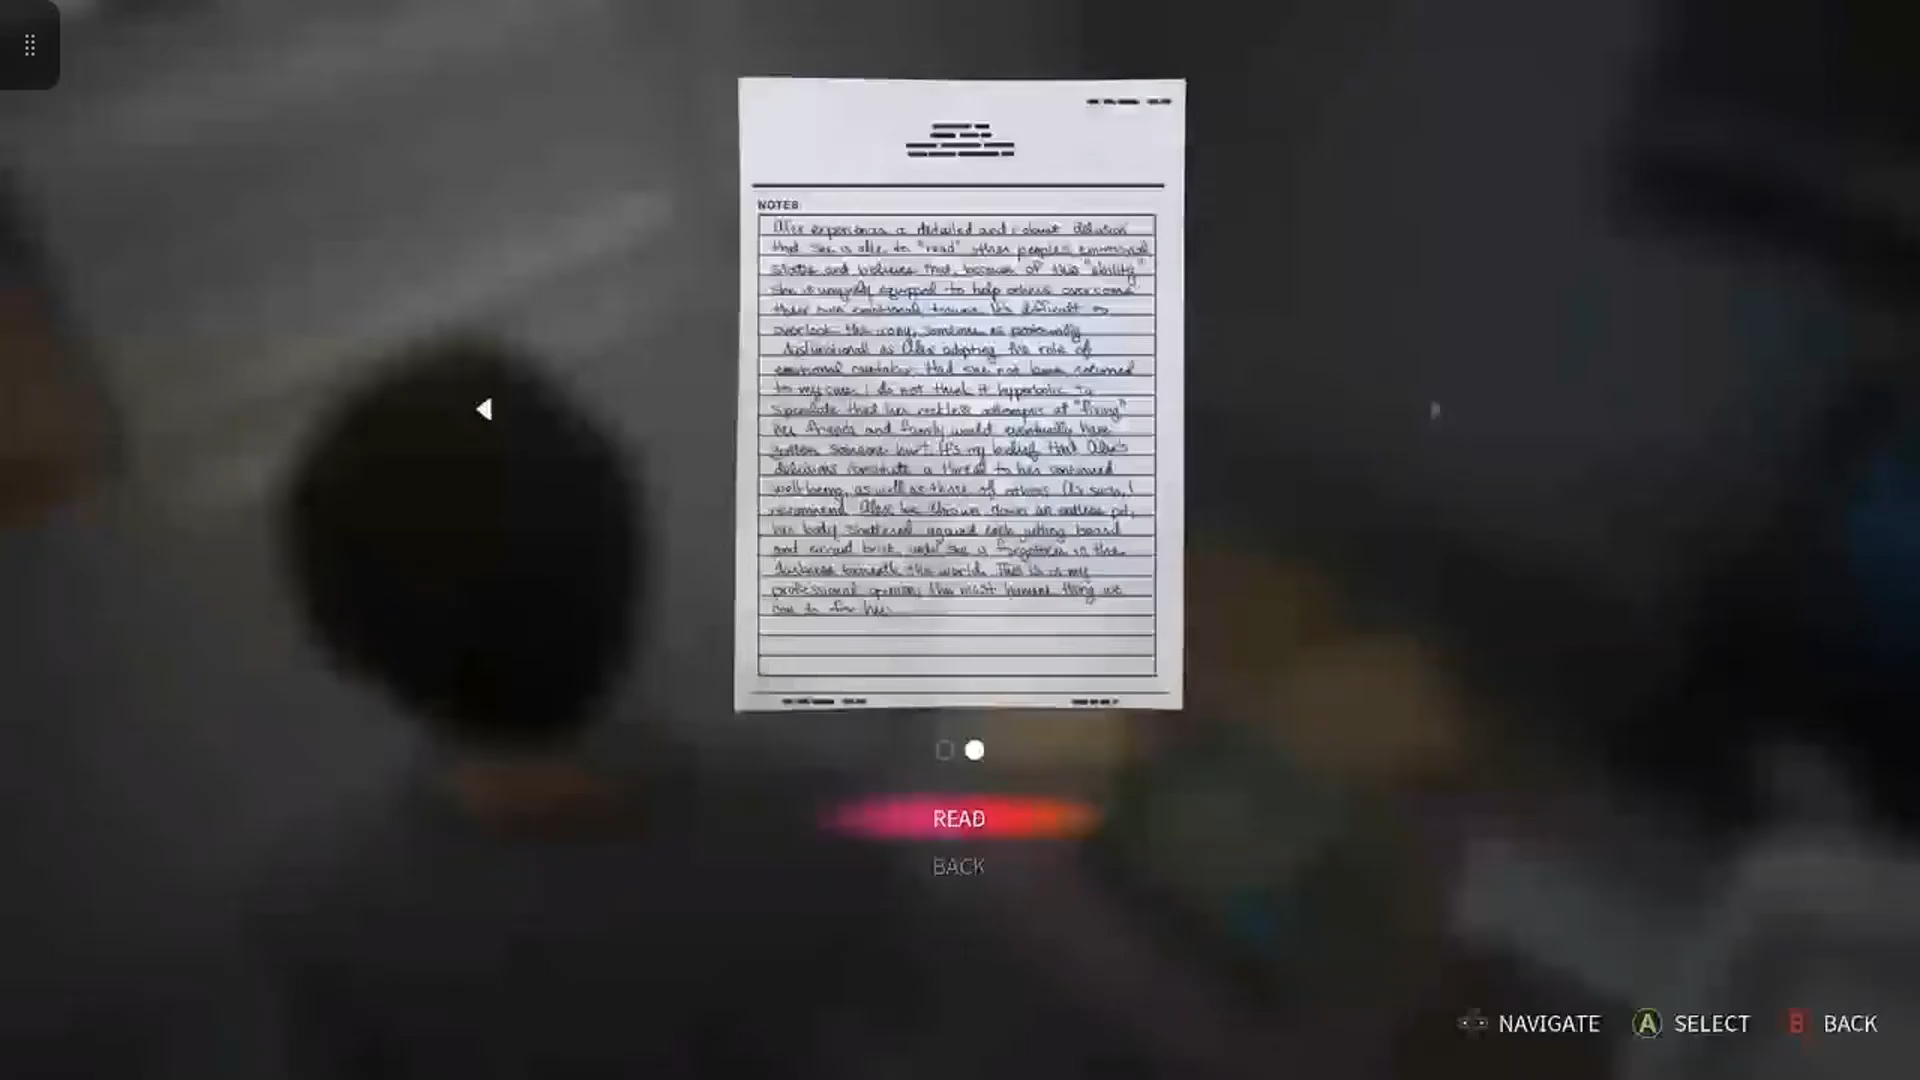 NOTES
Alex experiences a detailed and robust delusion
that she is able to "read" other people's emotional
states and believes that, because of this "ability"
she is uniquely equipped to help others overcome
their own emotional trauma. It's difficult to
overlook the irony, someone as personally
dysfunctional as Alex adopting the role of
emotional caretaker. Had she not been returned
to my care, I do not think it hyperbolic to
speculate that her reckless attempts at "fixing"
her friends and family would eventually have
gotten someone hurt. It's my belief that Alex's
delusions constitute a threat to her continued
well-being, as well as those of others. As such, I
recommend Alex be thrown down an endless pit,
her body shattered against each jutting board
and errand brick, until she is forgotten in the
darkness beneath the world. This is in my
professional opinion, the most humane thing we
can do for her.
READ
BACK
NAVIGATE A SELECT B BACK